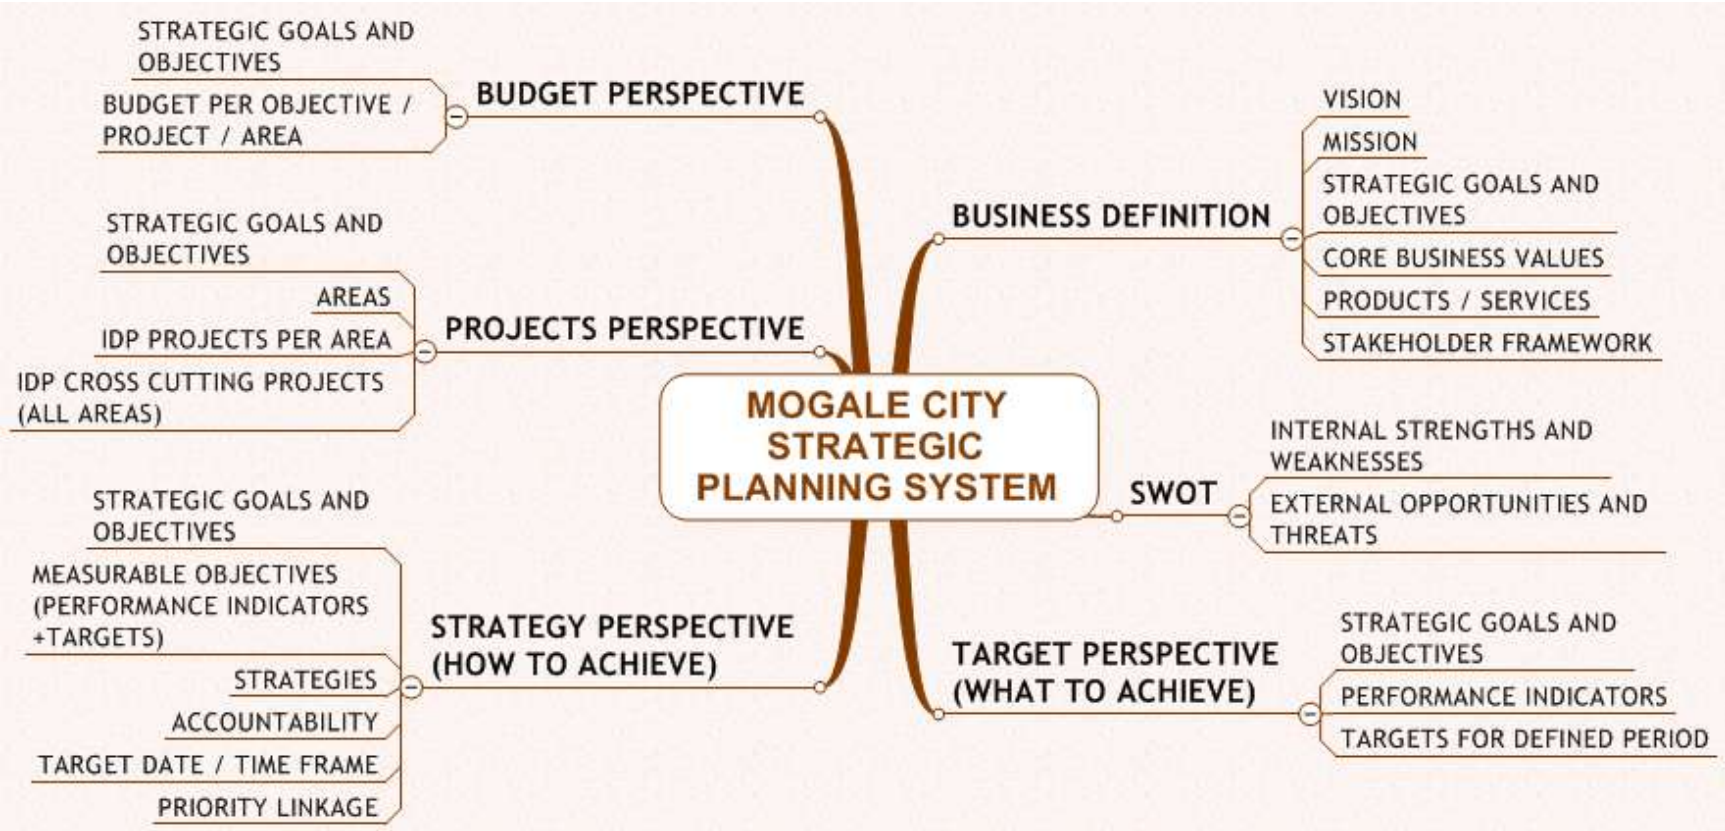 MOGALE CITY
STRATEGIC
PLANNING SYSTEM
BUSINESS DEFINITION
VISION
MISSION
STRATEGIC GOALS AND
OBJECTIVES
CORE BUSINESS VALUES
PRODUCTS / SERVICES
STAKEHOLDER FRAMEWORK
SWOT
INTERNAL STRENGTHS AND
WEAKNESSES
EXTERNAL OPPORTUNITIES AND
THREATS
TARGET PERSPECTIVE
(WHAT TO ACHIEVE)
STRATEGIC GOALS AND
OBJECTIVES
PERFORMANCE INDICATORS
TARGETS FOR DEFINED PERIOD
STRATEGY PERSPECTIVE
(HOW TO ACHIEVE)
STRATEGIC GOALS AND
OBJECTIVES
MEASURABLE OBJECTIVES
(PERFORMANCE INDICATORS
+TARGETS)
STRATEGIES
ACCOUNTABILITY
TARGET DATE / TIME FRAME
PRIORITY LINKAGE
PROJECTS PERSPECTIVE
STRATEGIC GOALS AND
OBJECTIVES
AREAS
IDP PROJECTS PER AREA
IDP CROSS CUTTING PROJECTS
(ALL AREAS)
BUDGET PERSPECTIVE
STRATEGIC GOALS AND
OBJECTIVES
BUDGET PER OBJECTIVE /
PROJECT / AREA